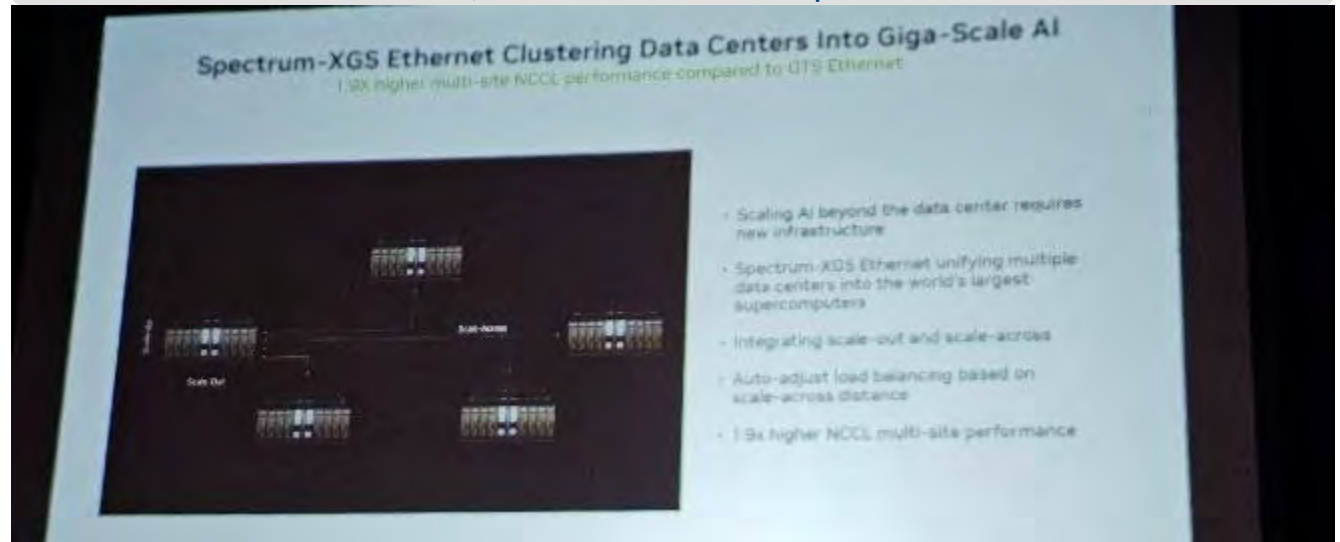 Spectrum-XGS Ethernet Clustering Data Centers Into Giga-Scale AI
1.9X higher multi-site NCCL performance compared to OTS Ethernet
Scale-Across
Scale-Up
Scale Out
• Scaling AI beyond the data center requires
new infrastructure
• Spectrum-XGS Ethernet unifying multiple
data centers into the world's largest
supercomputers
• Integrating scale-out and scale-across
• Auto-adjust load balancing based on
scale-across distance
• 1.9x higher NCCL multi-site performance